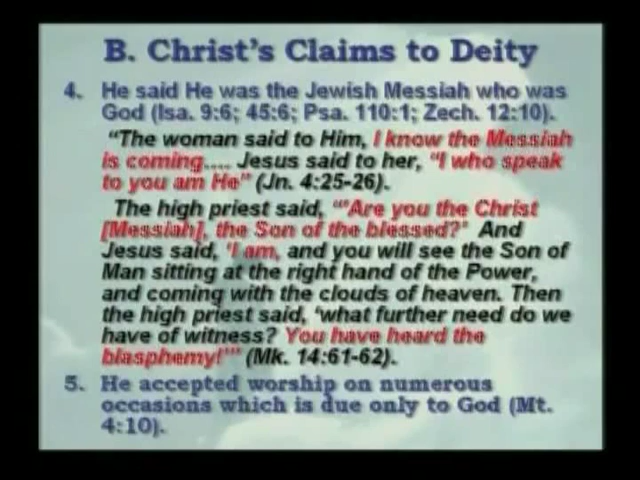 B. Christ's Claims to Deity
4. He said He was the Jewish Messiah who was
God (Isa. 9:6; 45:6; Psa. 110:1; Zech. 12:10).
"The woman said to Him, I know the Messiah
is coming.... Jesus said to her, "I who speak
to you am He" (Jn. 4:25-26).
The high priest said, "'Are you the Christ
[Messiah], the Son of the blessed?' And
Jesus said, 'I am, and you will see the Son of
Man sitting at the right hand of the Power,
and coming with the clouds of heaven. Then
the high priest said, 'what further need do we
have of witness? You have heard the
blasphemy!'" (Mk. 14:61-62).
5. He accepted worship on numerous
occasions which is due only to God (Mt.
4:10).